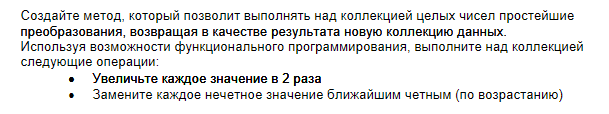 Создайте метод, который позволит выполнять над коллекцией целых чисел простейшие
преобразования, возвращая в качестве результата новую коллекцию данных.
Используя возможности функционального программирования, выполните над коллекцией
следующие операции:
• Увеличьте каждое значение в 2 раза
• Замените каждое нечетное значение ближайшим четным (по возрастанию)